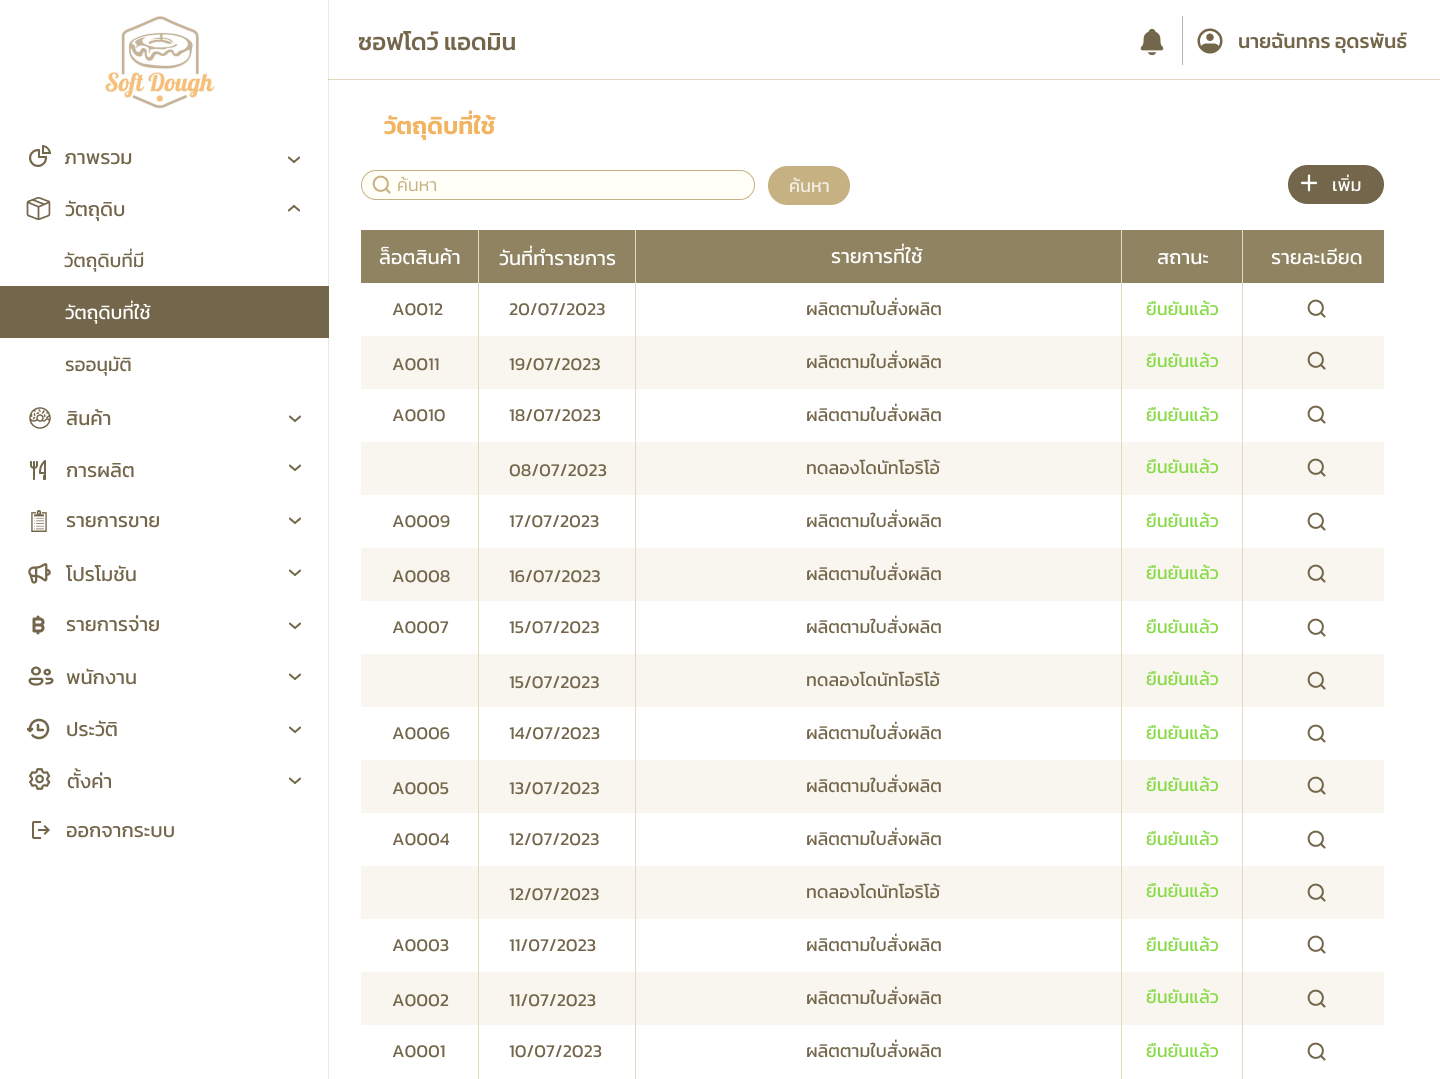 Soft Dough
ซอฟโดว์ แอดมิน
นายฉันทกร อุดรพันธ์
ภาพรวม
วัตถุดิบ
วัตถุดิบที่มี
วัตถุดิบที่ใช้
รออนุมัติ
สินค้า
การผลิต
รายการขาย
โปรโมชัน
รายการจ่าย
พนักงาน
ประวัติ
ตั้งค่า
ออกจากระบบ
วัตถุดิบที่ใช้
ค้นหา ค้นหา เพิ่ม
ล็อตสินค้า วันที่ทำรายการ รายการที่ใช้ สถานะ รายละเอียด
A0012 20/07/2023 ผลิตตามใบสั่งผลิต ยืนยันแล้ว
A0011 19/07/2023 ผลิตตามใบสั่งผลิต ยืนยันแล้ว
A0010 18/07/2023 ผลิตตามใบสั่งผลิต ยืนยันแล้ว
08/07/2023 ทดลองโดนัทโอริโอ้ ยืนยันแล้ว
A0009 17/07/2023 ผลิตตามใบสั่งผลิต ยืนยันแล้ว
A0008 16/07/2023 ผลิตตามใบสั่งผลิต ยืนยันแล้ว
A0007 15/07/2023 ผลิตตามใบสั่งผลิต ยืนยันแล้ว
15/07/2023 ทดลองโดนัทโอริโอ้ ยืนยันแล้ว
A0006 14/07/2023 ผลิตตามใบสั่งผลิต ยืนยันแล้ว
A0005 13/07/2023 ผลิตตามใบสั่งผลิต ยืนยันแล้ว
A0004 12/07/2023 ผลิตตามใบสั่งผลิต ยืนยันแล้ว
12/07/2023 ทดลองโดนัทโอริโอ้ ยืนยันแล้ว
A0003 11/07/2023 ผลิตตามใบสั่งผลิต ยืนยันแล้ว
A0002 11/07/2023 ผลิตตามใบสั่งผลิต ยืนยันแล้ว
A0001 10/07/2023 ผลิตตามใบสั่งผลิต ยืนยันแล้ว